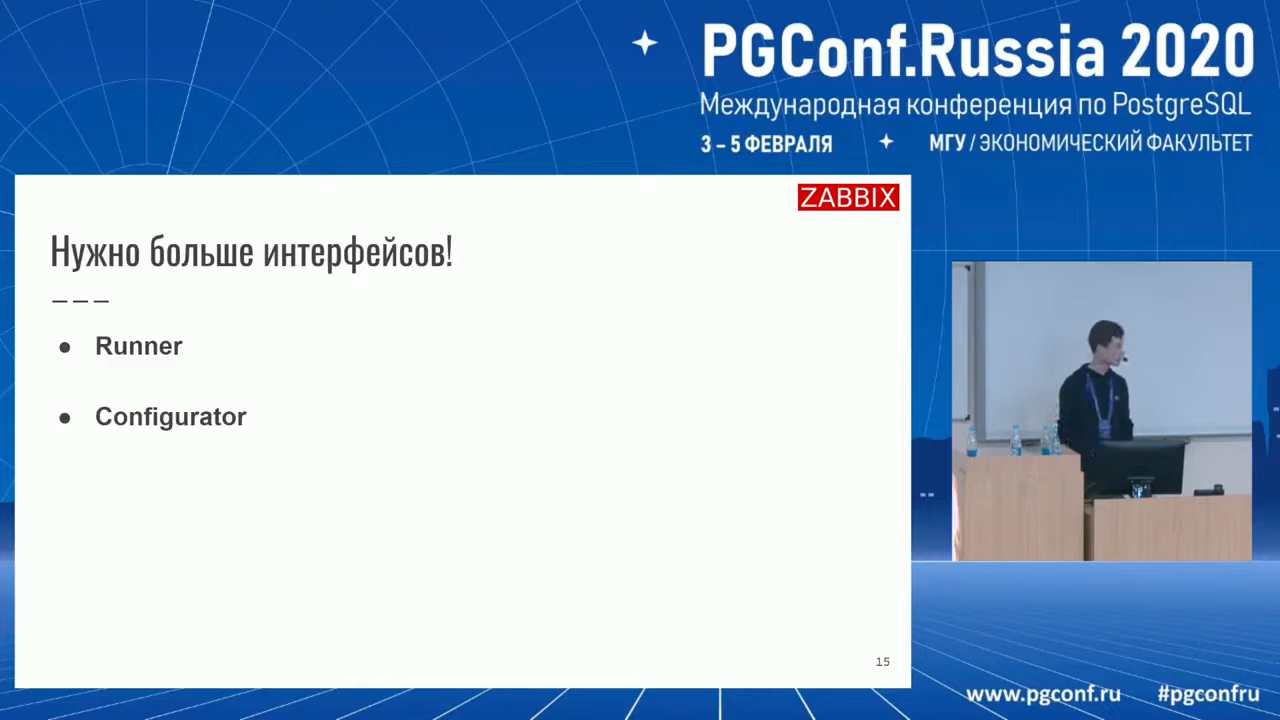 PGConf.Russia 2020
Международная конференция по PostgreSQL
3 – 5 ФЕВРАЛЯ
МГУ / ЭКОНОМИЧЕСКИЙ ФАКУЛЬТЕТ
ZABBIX
Нужно больше интерфейсов!
● Runner
● Configurator
15
www.pgconf.ru #pgconfru